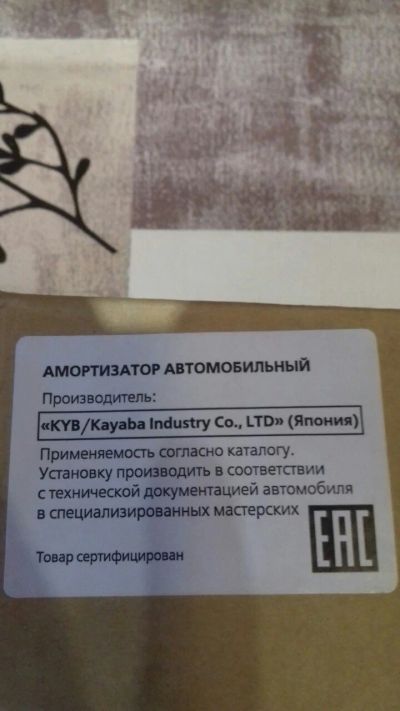 АМОРТИЗАТОР АВТОМОБИЛЬНЫЙ
Производитель:
«KYB/Kayaba Industry Co., LTD» (Япония)
Применяемость согласно каталогу.
Установку производить в соответствии
с технической документацией автомобиля
в специализированных мастерских
EAC
Товар сертифицирован